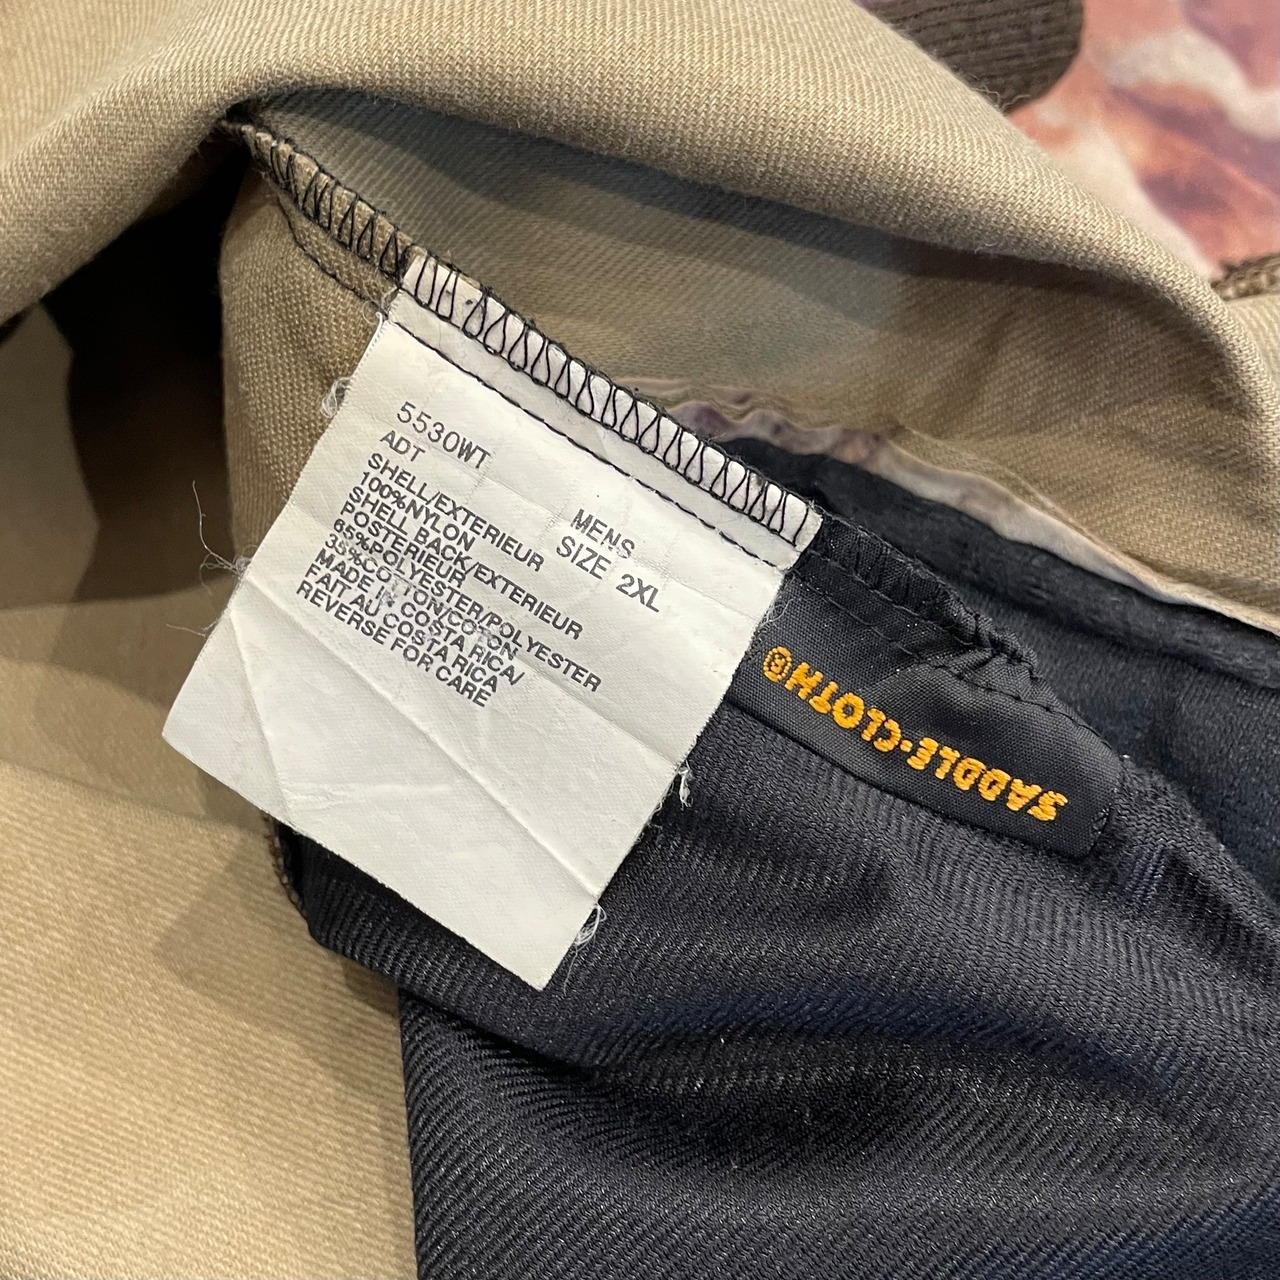 5530WT
ADT
SHELL/EXTERIEUR
100%NYLON
SHELL BACK/EXTERIEUR
POSTERIEUR
65%POLYESTER/POLYESTER
35%COTTON/COTON
MADE IN COSTA RICA/
FAIT AU COSTA RICA
REVERSE FOR CARE
MENS
SIZE 2XL
SADDLE·CLOTH®